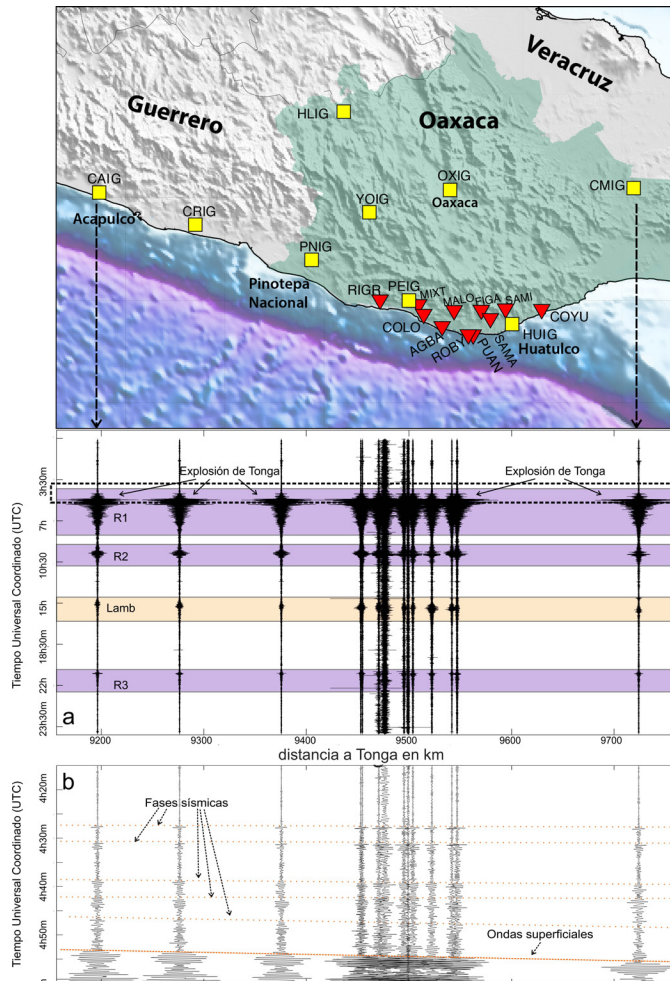 Veracruz
Guerrero
HLIG
Oaxaca
CAIG
OXIG
CMIG
Acapulco
YOIG
Oaxaca
CRIG
PNIG
Pinotepa
Nacional
RIGR
PEIG
MIXT
MALO
FIGA
SAMI
COYU
COLO
AGBA
ROBY
PUAN
SAMA
HUIG
Huatulco
Tiempo Universal Coordinado (UTC)
3h30m
7h
10h30m
15h
18h30m
22h
23h30m
Explosión de Tonga
Explosión de Tonga
R1
R2
Lamb
R3
a
9200
9300
9400
9500
9600
9700
distancia a Tonga en km
b
Tiempo Universal Coordinado (UTC)
4h20m
4h30m
4h40m
4h50m
Fases sísmicas
Ondas superficiales